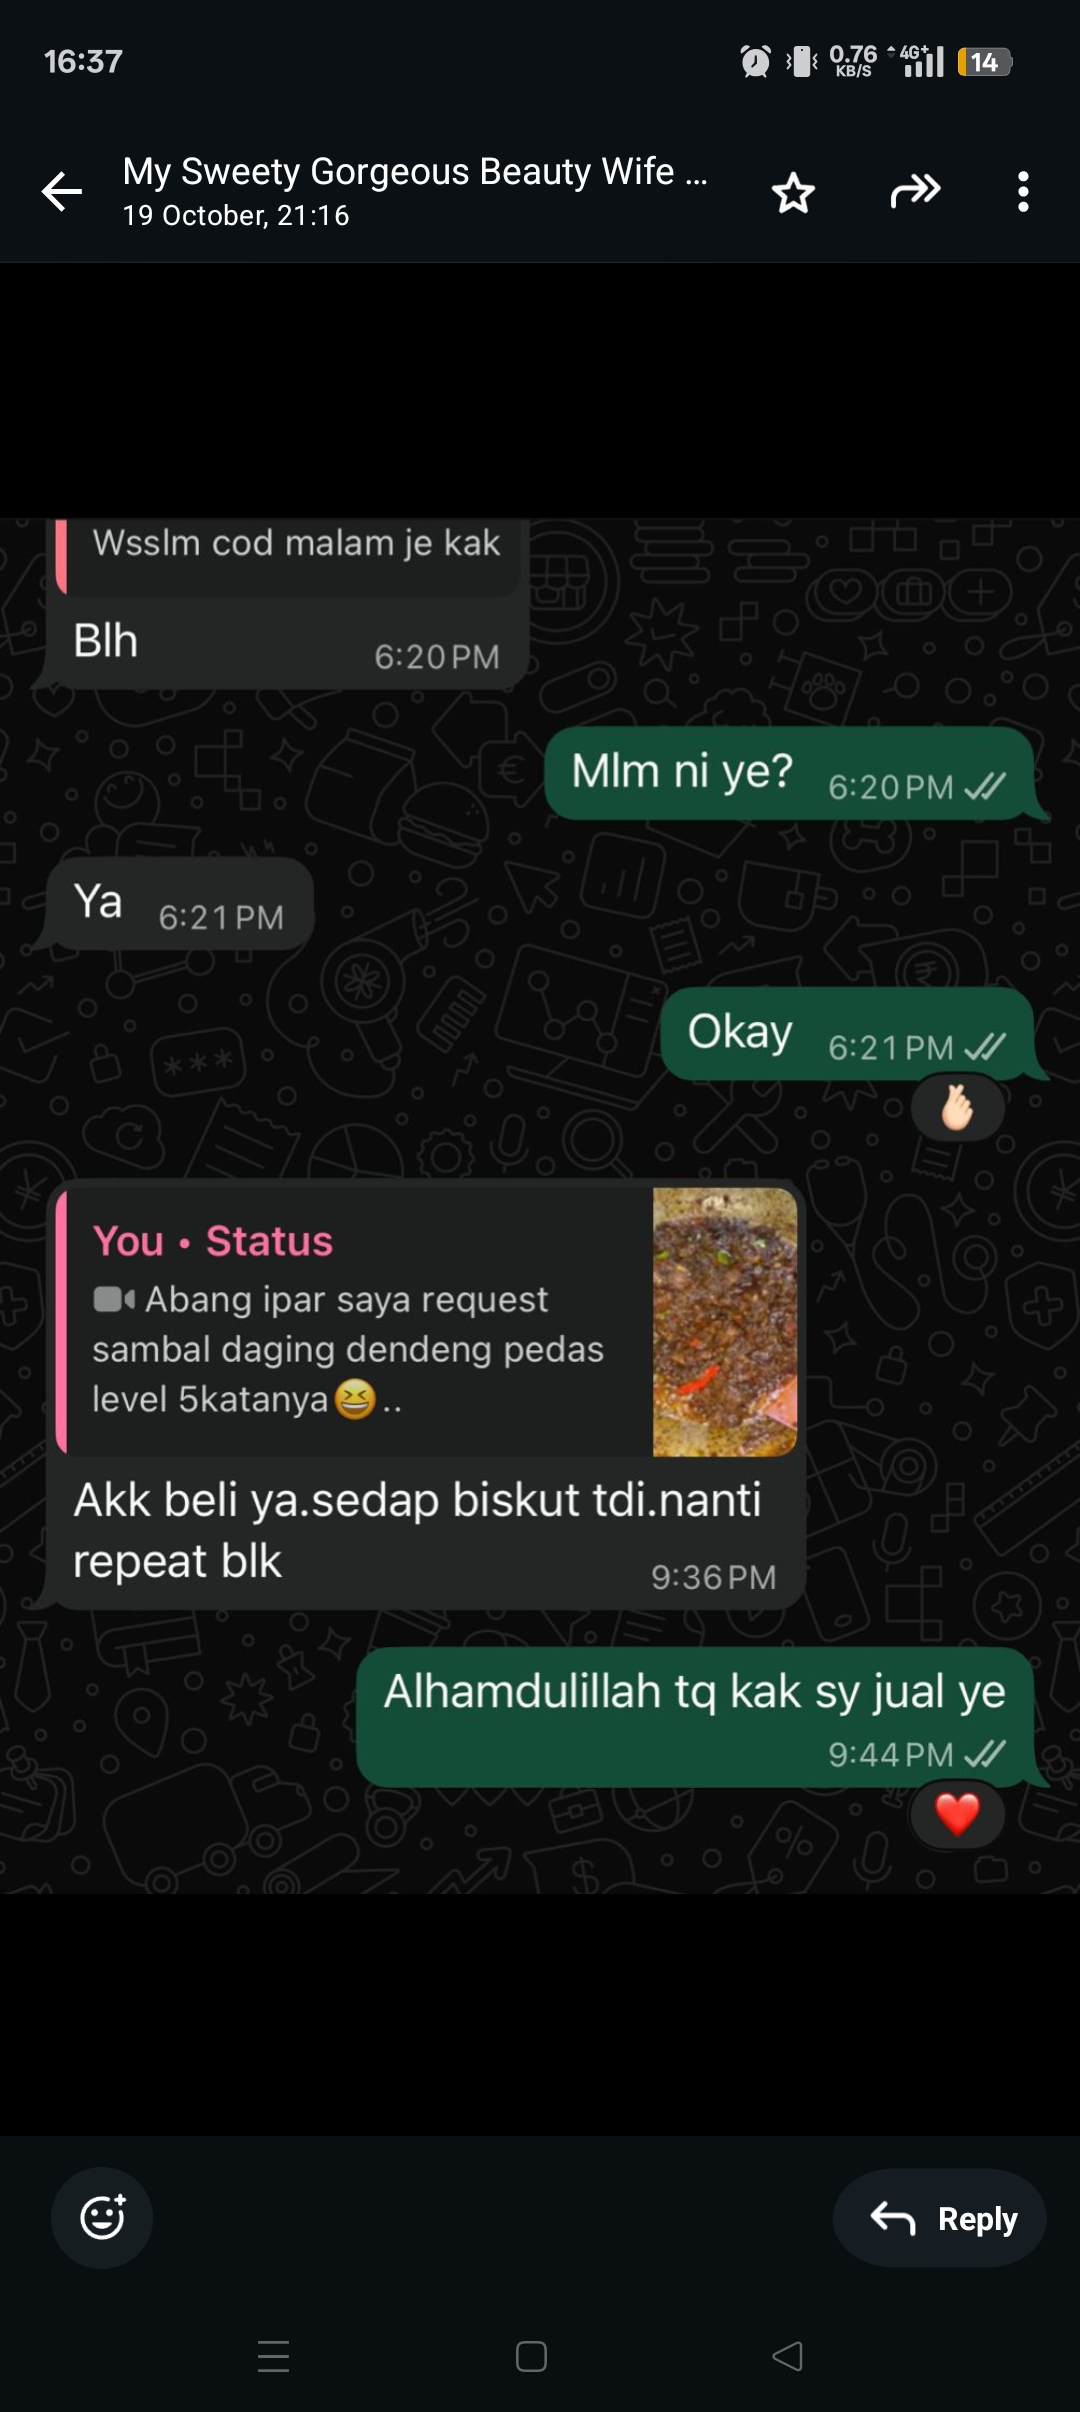 16:37
0.76 KB/S 4G+ 14
My Sweety Gorgeous Beauty Wife ...
19 October, 21:16
Wsslm cod malam je kak
Blh
6:20 PM
Mlm ni ye? 6:20 PM
Ya 6:21 PM
Okay 6:21 PM
You • Status
Abang ipar saya request
sambal daging dendeng pedas
level 5katanya😆..
Akk beli ya.sedap biskut tdi.nanti
repeat blk
9:36 PM
Alhamdulillah tq kak sy jual ye
9:44 PM
Reply